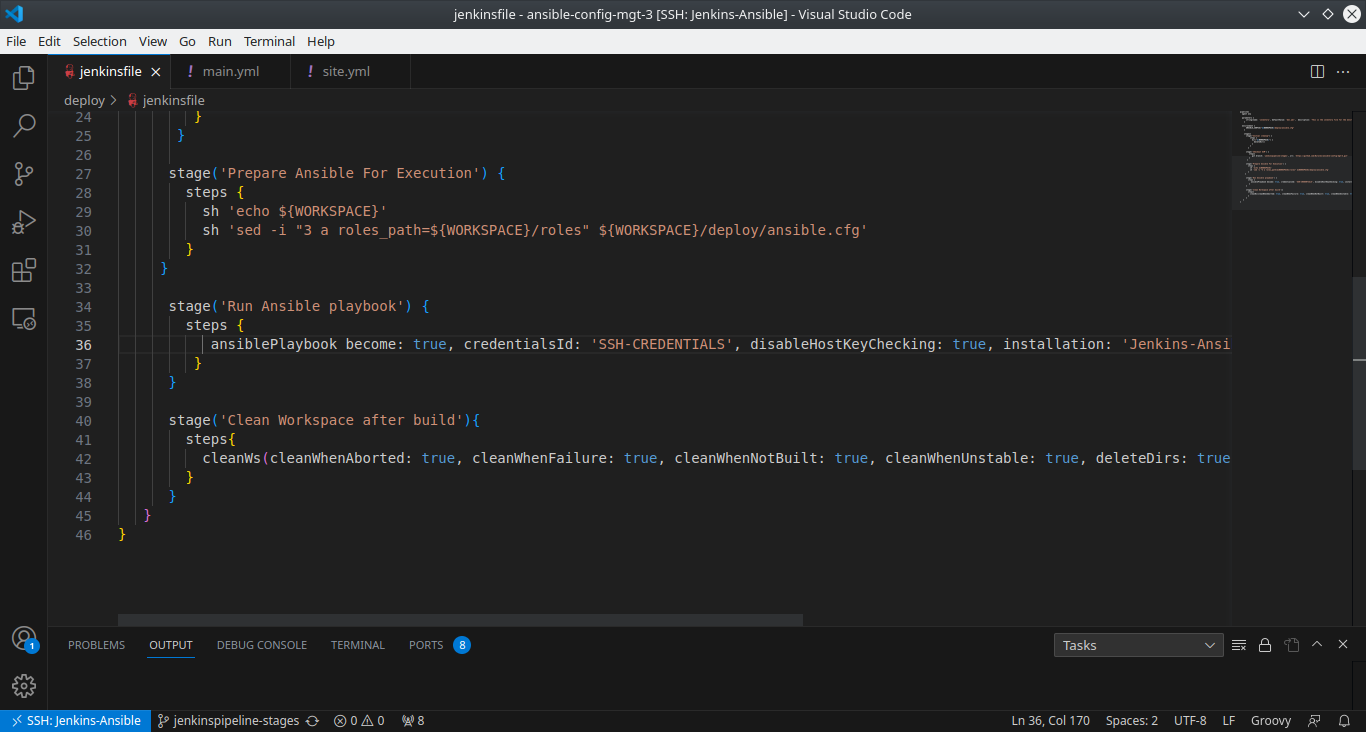 jenkinsfile - ansible-config-mgt-3 [SSH: Jenkins-Ansible] - Visual Studio Code
File Edit Selection View Go Run Terminal Help
jenkinsfile ! main.yml ! site.yml
deploy > jenkinsfile
24 }
25 }
26
27 stage('Prepare Ansible For Execution') {
28 steps {
29 sh 'echo ${WORKSPACE}'
30 sh 'sed -i "3 a roles_path=${WORKSPACE}/roles" ${WORKSPACE}/deploy/ansible.cfg'
31 }
32 }
33
34 stage('Run Ansible playbook') {
35 steps {
36 ansiblePlaybook become: true, credentialsId: 'SSH-CREDENTIALS', disableHostKeyChecking: true, installation: 'Jenkins-Ansi
37 }
38 }
39
40 stage('Clean Workspace after build'){
41 steps{
42 cleanWs(cleanWhenAborted: true, cleanWhenFailure: true, cleanWhenNotBuilt: true, cleanWhenUnstable: true, deleteDirs: true
43 }
44 }
45 }
46 }
PROBLEMS OUTPUT DEBUG CONSOLE TERMINAL PORTS 8 Tasks
1
SSH: Jenkins-Ansible jenkinspipeline-stages 0 0 8 Ln 36, Col 170 Spaces: 2 UTF-8 LF Groovy